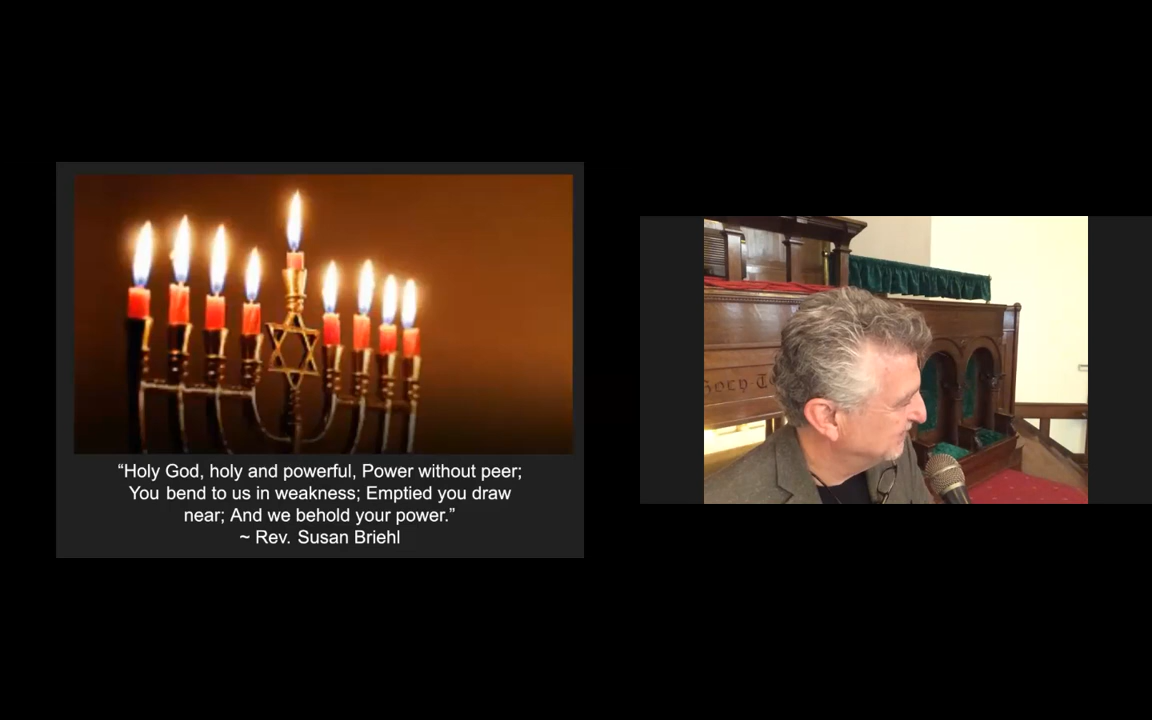 “Holy God, holy and powerful, Power without peer;
You bend to us in weakness; Emptied you draw
near; And we behold your power.”
~ Rev. Susan Briehl
Holy T